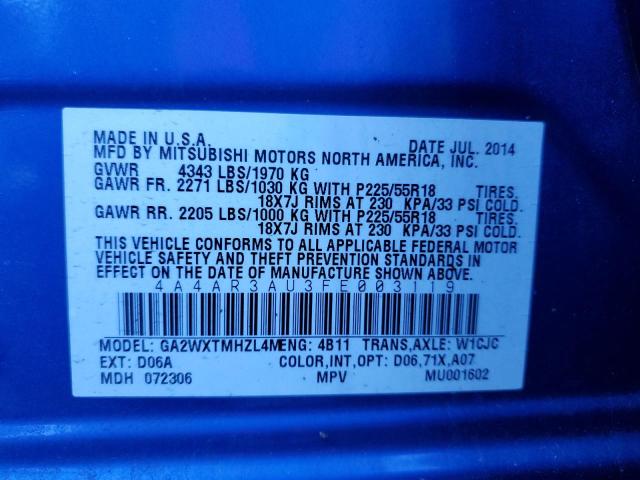 MADE IN U.S.A. DATE JUL. 2014
MFD BY MITSUBISHI MOTORS NORTH AMERICA, INC.
GVWR 4343 LBS/1970 KG
GAWR FR. 2271 LBS/1030 KG WITH P225/55R18 TIRES.
18X7J RIMS AT 230 KPA/33 PSI COLD.
GAWR RR. 2205 LBS/1000 KG WITH P225/55R18 TIRES.
18X7J RIMS AT 230 KPA/33 PSI COLD.
THIS VEHICLE CONFORMS TO ALL APPLICABLE FEDERAL MOTOR
VEHICLE SAFETY AND THEFT PREVENTION STANDARDS IN
EFFECT ON THE DATE OF MANUFACTURE SHOWN ABOVE.
4A4AR3AU3FE003119
MODEL: GA2WXTMHZL4MENG: 4B11 TRANS,AXLE: W1CJC
EXT: D06A COLOR,INT,OPT: D06,71X,A07
MDH 072306 MPV MU001602